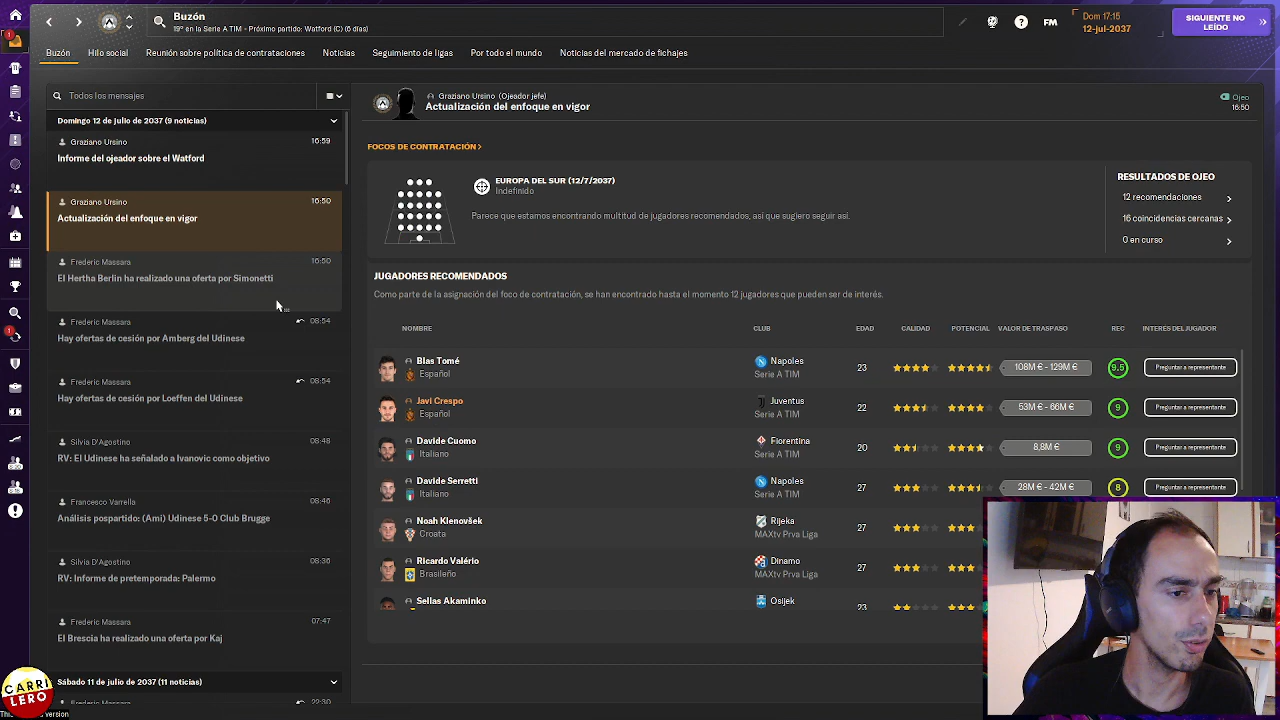 Buzón
19º en la Serie A TIM - Próximo partido: Watford (C) (6 días)
FM
Dom 17:15
12-jul-2037
SIGUIENTE NO LEÍDO
Buzón
Hilo social
Reunión sobre política de contrataciones
Noticias
Seguimiento de ligas
Por todo el mundo
Noticias del mercado de fichajes
Todos los mensajes
Domingo 12 de julio de 2037 (9 noticias)
Graziano Ursino 16:59
Informe del ojeador sobre el Watford
Graziano Ursino 16:50
Actualización del enfoque en vigor
Frederic Massara 16:50
El Hertha Berlin ha realizado una oferta por Simonetti
Frederic Massara 08:54
Hay ofertas de cesión por Amberg del Udinese
Frederic Massara 08:54
Hay ofertas de cesión por Loeffen del Udinese
Silvia D'Agostino 08:48
RV: El Udinese ha señalado a Ivanovic como objetivo
Francesco Varrella 08:46
Análisis pospartido: (Ami) Udinese 5-0 Club Brugge
Silvia D'Agostino 08:36
RV: Informe de pretemporada: Palermo
Frederic Massara 07:47
El Brescia ha realizado una oferta por Kaj
Sábado 11 de julio de 2037 (11 noticias)
Frederic Massara 22:30
Graziano Ursino (Ojeador jefe)
Actualización del enfoque en vigor
Ojeo
16:50
FOCOS DE CONTRATACIÓN >
EUROPA DEL SUR (12/7/2037)
Indefinido
Parece que estamos encontrando multitud de jugadores recomendados, así que sugiero seguir así.
RESULTADOS DE OJEO
12 recomendaciones
16 coincidencias cercanas
0 en curso
JUGADORES RECOMENDADOS
Como parte de la asignación del foco de contratación, se han encontrado hasta el momento 12 jugadores que pueden ser de interés.
NOMBRE CLUB EDAD CALIDAD POTENCIAL VALOR DE TRASPASO REC INTERÉS DEL JUGADOR
Blas Tomé Napoles 23 108M € - 129M € 9.5 Preguntar a representante
Español Serie A TIM
Javi Crespo Juventus 22 53M € - 66M € 9 Preguntar a representante
Español Serie A TIM
Davide Cuomo Fiorentina 20 8,8M € 9 Preguntar a representante
Italiano Serie A TIM
Davide Serretti Napoles 27 28M € - 42M € 8 Preguntar a representante
Italiano Serie A TIM
Noah Klenovšek Rijeka 27
Croata MAXtv Prva Liga
Ricardo Valério Dinamo 27
Brasileño MAXtv Prva Liga
Sellas Akaminko Osijek 23
CARRI
LERO
version